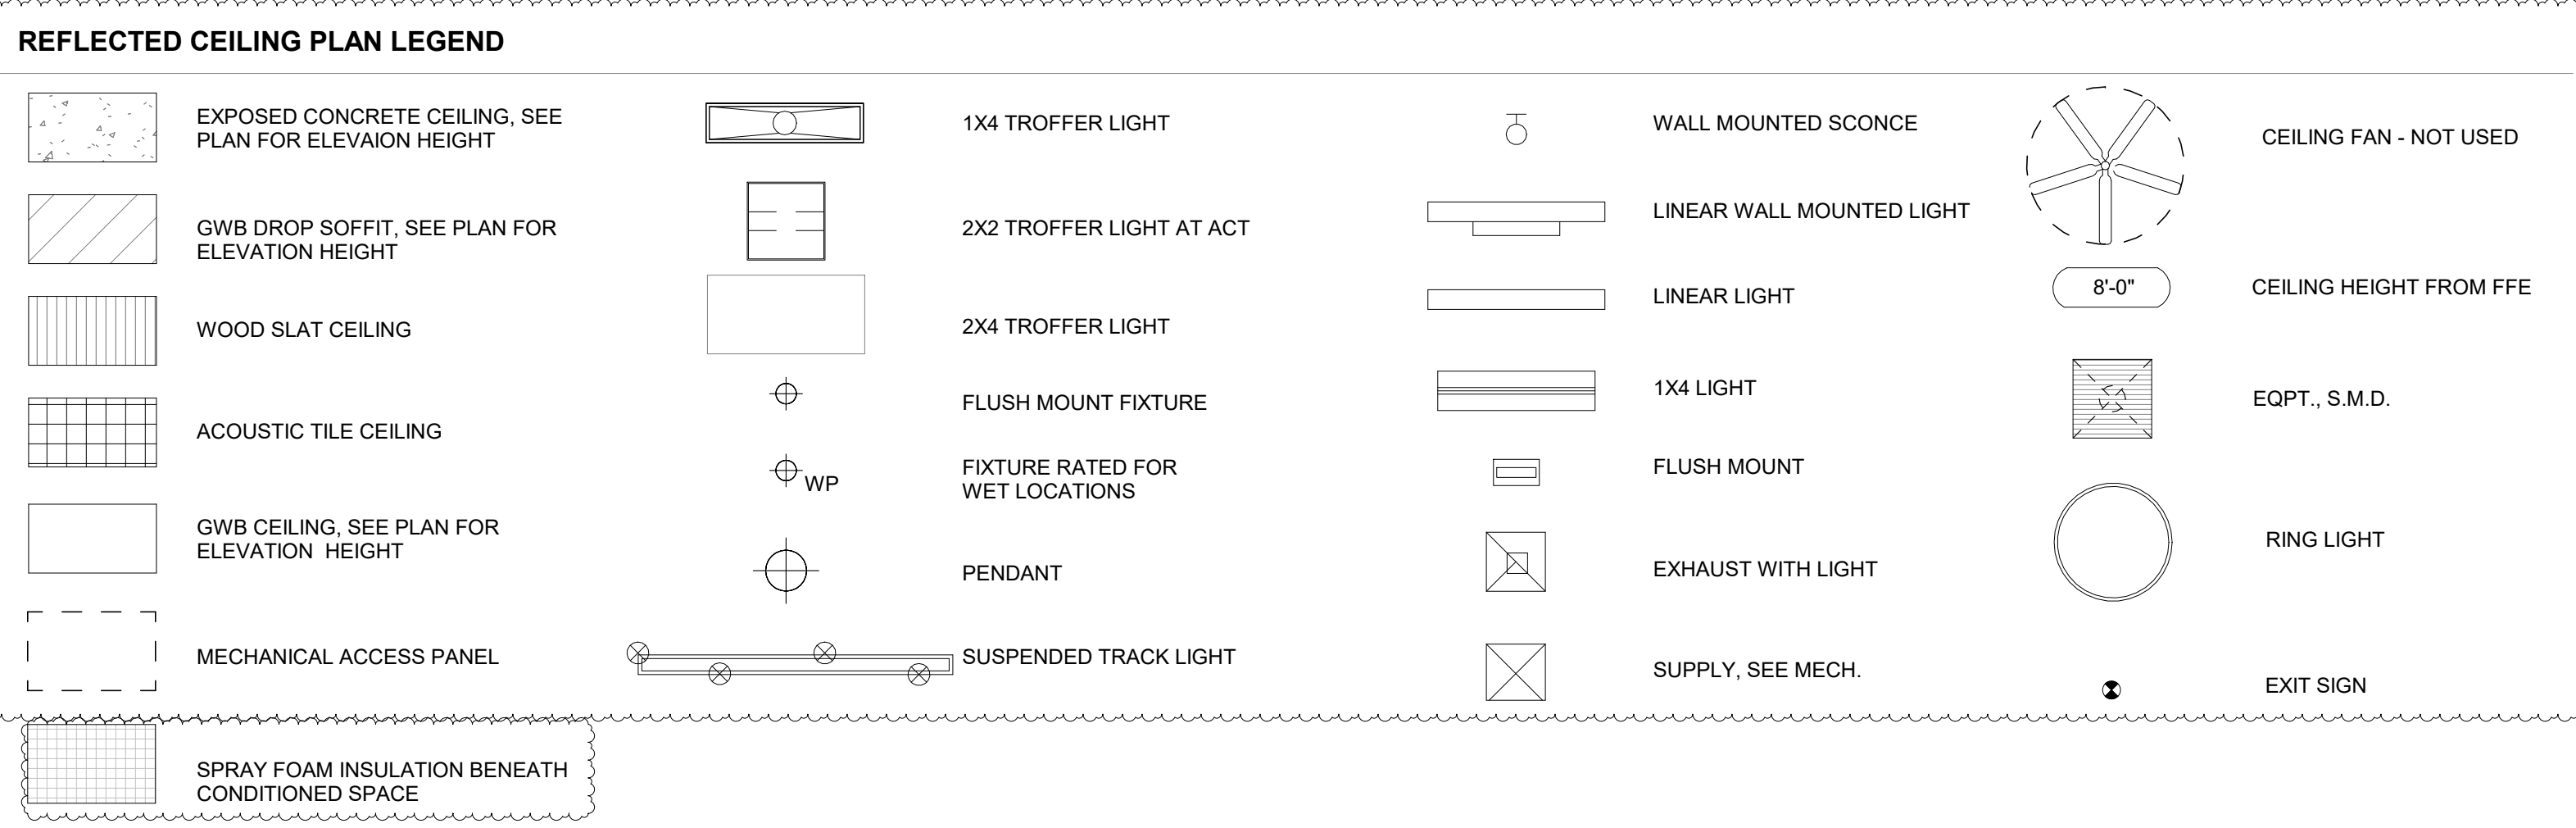 REFLECTED CEILING PLAN LEGEND
EXPOSED CONCRETE CEILING, SEE
PLAN FOR ELEVAION HEIGHT
GWB DROP SOFFIT, SEE PLAN FOR
ELEVATION HEIGHT
WOOD SLAT CEILING
ACOUSTIC TILE CEILING
GWB CEILING, SEE PLAN FOR
ELEVATION  HEIGHT
MECHANICAL ACCESS PANEL
SPRAY FOAM INSULATION BENEATH
CONDITIONED SPACE
1X4 TROFFER LIGHT
2X2 TROFFER LIGHT AT ACT
2X4 TROFFER LIGHT
FLUSH MOUNT FIXTURE
WP
FIXTURE RATED FOR
WET LOCATIONS
PENDANT
SUSPENDED TRACK LIGHT
WALL MOUNTED SCONCE
LINEAR WALL MOUNTED LIGHT
LINEAR LIGHT
1X4 LIGHT
FLUSH MOUNT
EXHAUST WITH LIGHT
SUPPLY, SEE MECH.
CEILING FAN - NOT USED
8'-0"
CEILING HEIGHT FROM FFE
EQPT., S.M.D.
RING LIGHT
EXIT SIGN